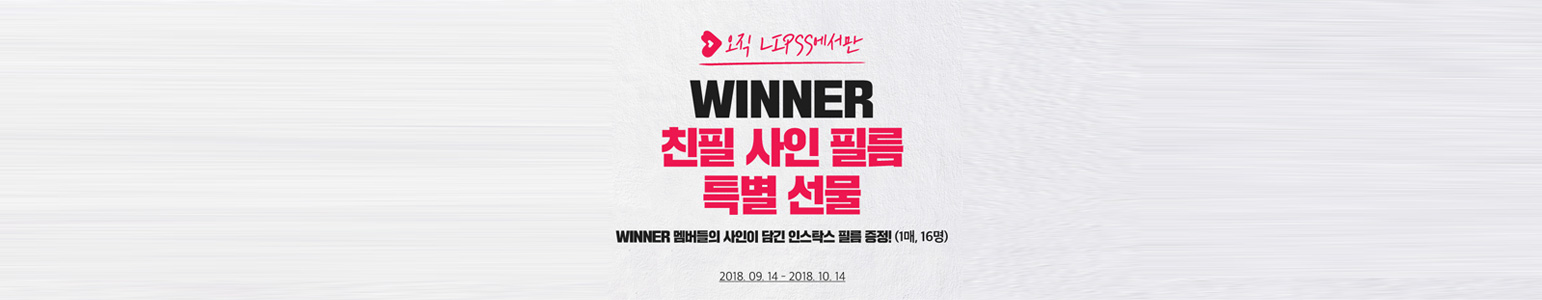 오직 LIPSS에서만
WINNER
친필 사인 필름
특별 선물
WINNER 멤버들의 사인이 담긴 인스탁스 필름 증정! (1매, 16명)
2018. 09. 14 - 2018. 10. 14